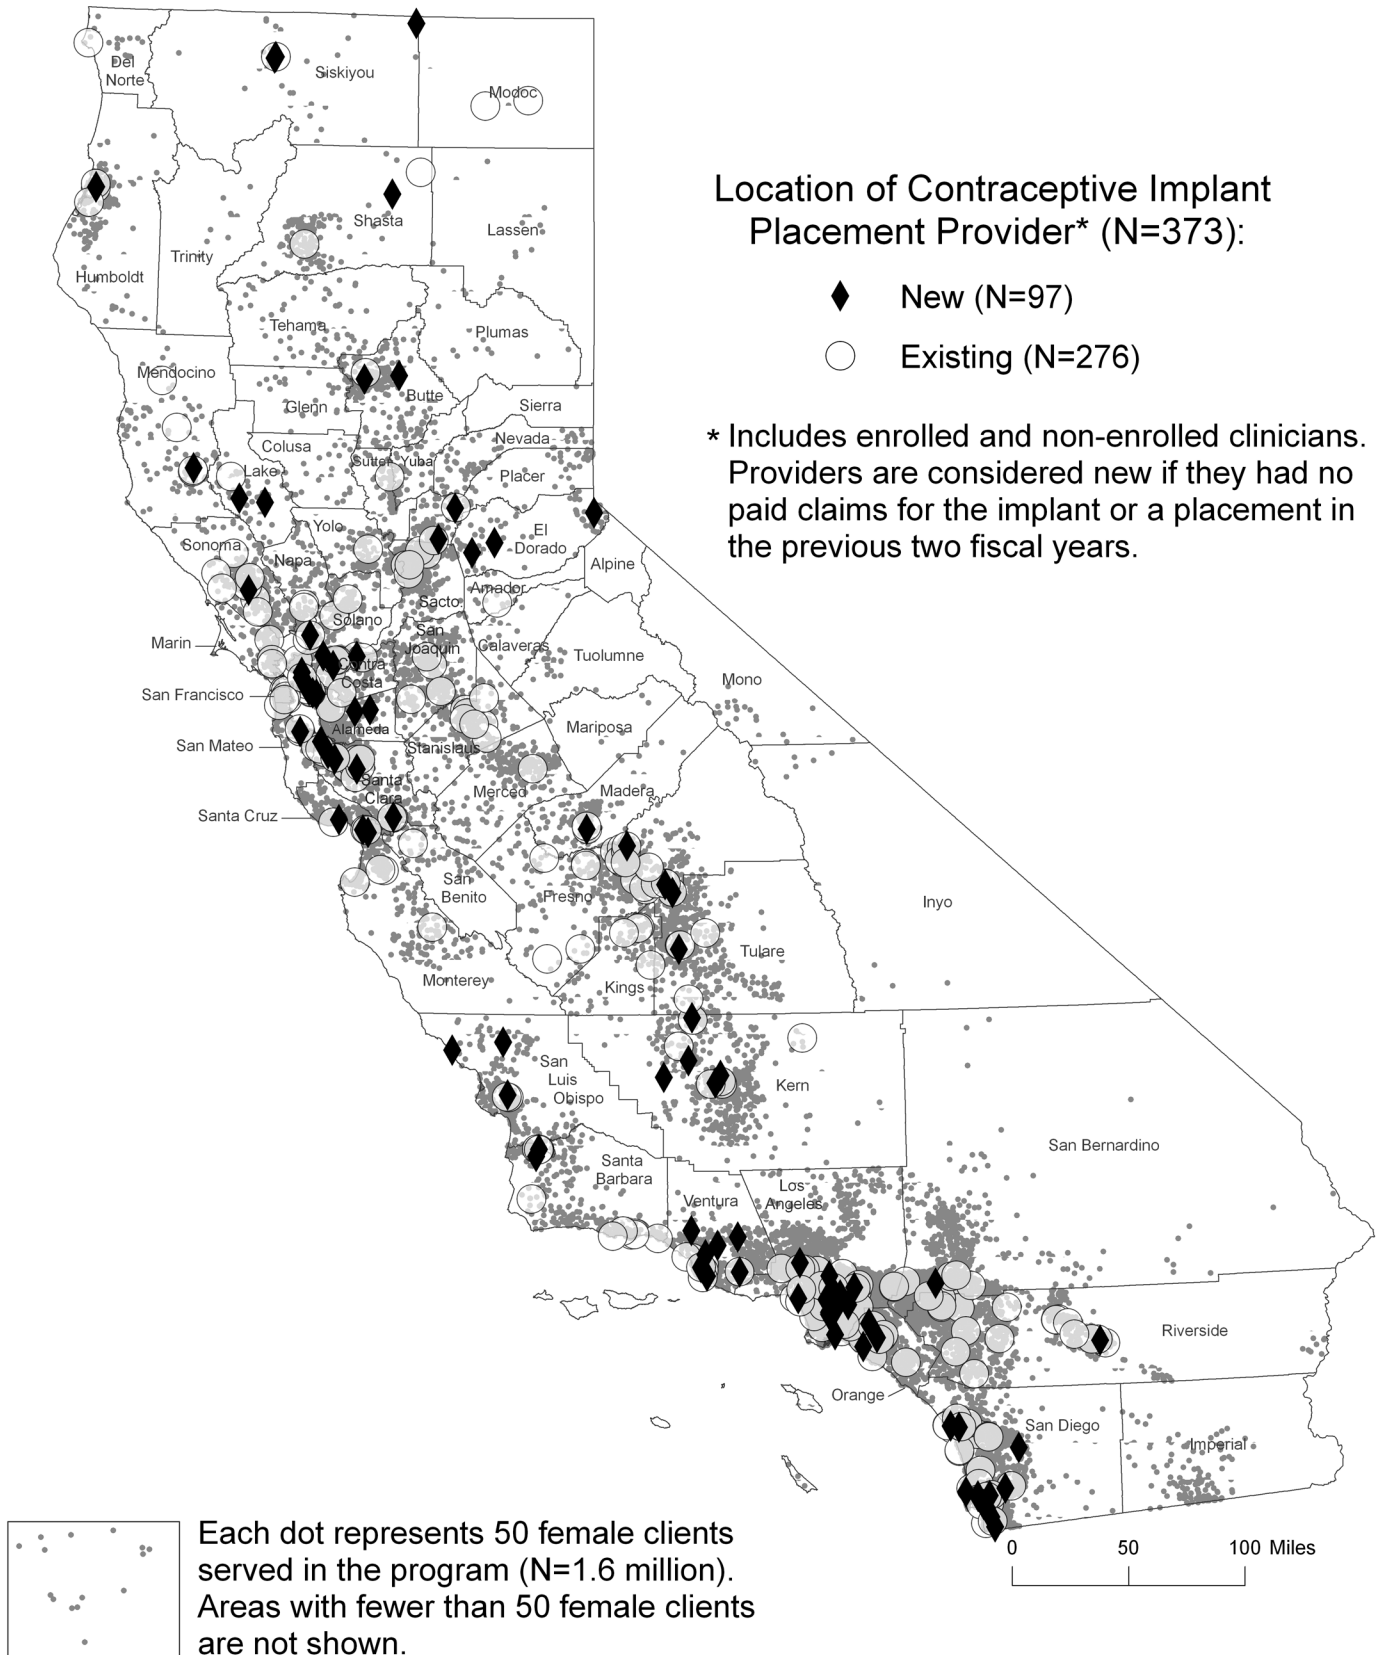 Del
Norte
Siskiyou
Modoc
Shasta
Lassen
Trinity
Humboldt
Tehama
Plumas
Mendocino
Glenn
Butte
Sierra
Colusa
Nevada
Lake
Sutter
Yuba
Placer
Yolo
El
Dorado
Sonoma
Napa
Alpine
Amador
Sacto.
Solano
San
Joaquin
Calaveras
Marin
Tuolumne
Contra
Costa
Mono
San Francisco
Mariposa
Alameda
San Mateo
Stanislaus
Santa
Clara
Merced
Madera
Santa Cruz
San
Benito
Fresno
Inyo
Tulare
Monterey
Kings
San
Luis
Obispo
Kern
San Bernardino
Santa
Barbara
Ventura
Los
Angeles
Riverside
Orange
San Diego
Imperial
Location of Contraceptive Implant
Placement Provider* (N=373):
New (N=97)
Existing (N=276)
* Includes enrolled and non-enrolled clinicians.
Providers are considered new if they had no
paid claims for the implant or a placement in
the previous two fiscal years.
0 50 100 Miles
Each dot represents 50 female clients
served in the program (N=1.6 million).
Areas with fewer than 50 female clients
are not shown.